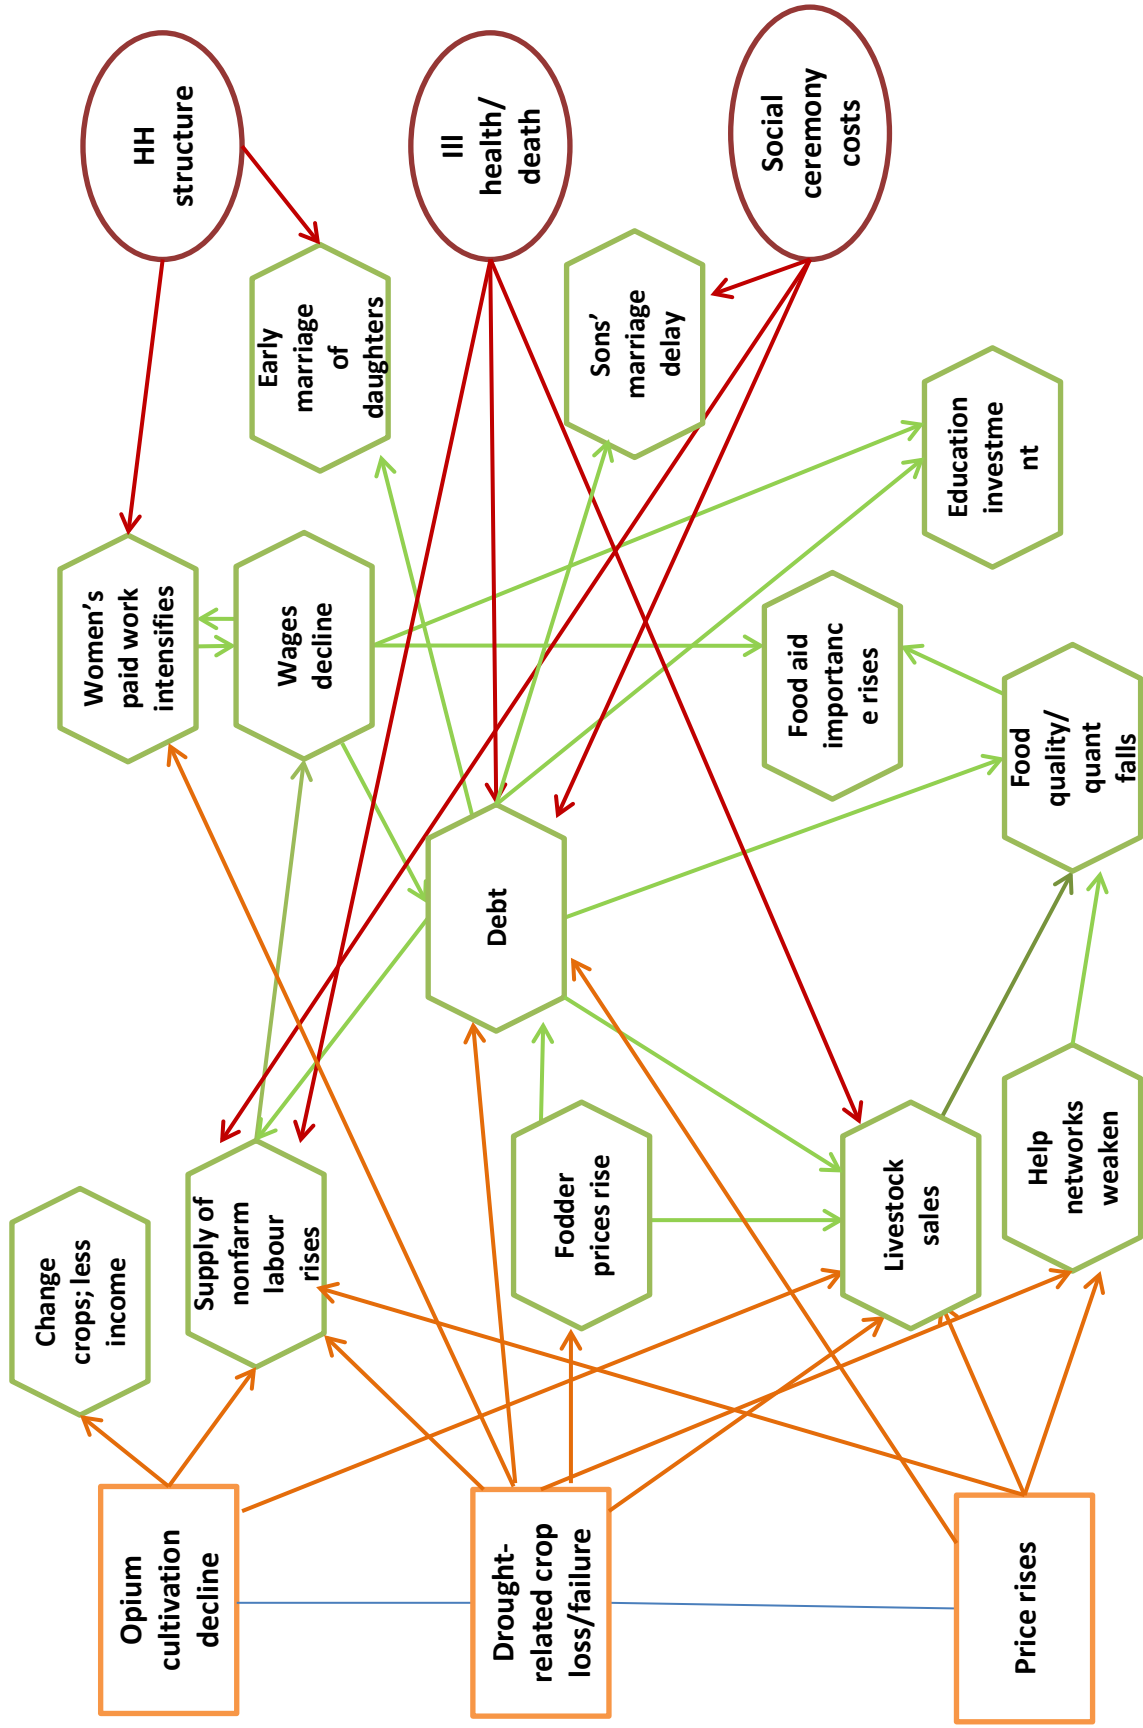 Opium
cultivation
decline
Drought-
related crop
loss/failure
Price rises
Change
crops; less
income
Supply of
nonfarm
labour
rises
Fodder
prices rise
Livestock
sales
Help
networks
weaken
Debt
Women's
paid work
intensifies
Wages
decline
Food aid
importanc
e rises
Food
quality/
quant
falls
Early
marriage
of
daughters
Sons'
marriage
delay
Education
investme
nt
HH
structure
Ill
health/
death
Social
ceremony
costs